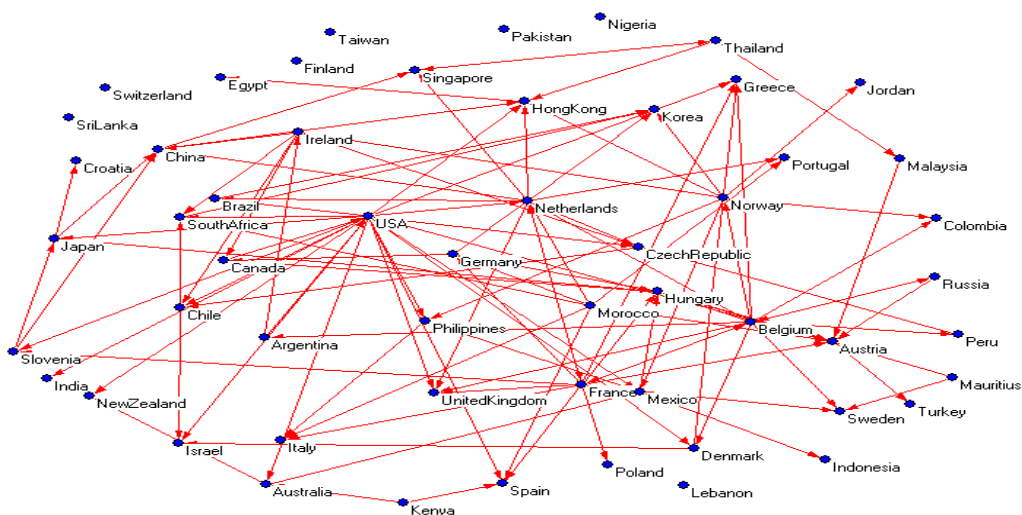 Nigeria
Taiwan
Pakistan
Thailand
Finland
Singapore
Egypt
Switzerland
Greece
Jordan
HongKong
Korea
SriLanka
Ireland
China
Croatia
Portugal
Malaysia
Brazil
Netherlands
Norway
SouthAfrica
USA
Colombia
Japan
CzechRepublic
Germany
Canada
Russia
Hungary
Chile
Morocco
Philippines
Belgium
Argentina
Peru
Slovenia
Austria
India
Mauritius
NewZealand
UnitedKingdom
France
Mexico
Turkey
Sweden
Israel
Italy
Denmark
Indonesia
Poland
Australia
Spain
Lebanon
Kenya